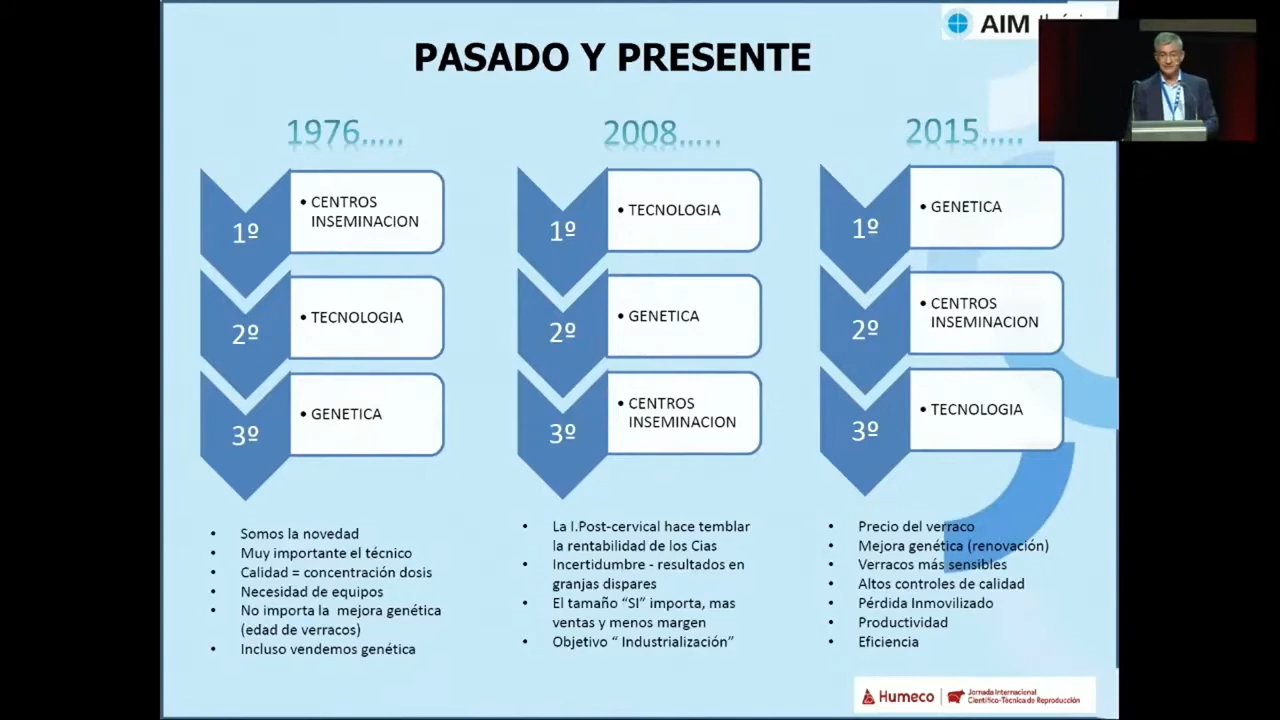 AIM
PASADO Y PRESENTE
1976.....
1º
• CENTROS
INSEMINACION
2º
• TECNOLOGIA
3º
• GENETICA
• Somos la novedad
• Muy importante el técnico
• Calidad = concentración dosis
• Necesidad de equipos
• No importa la mejora genética
(edad de verracos)
• Incluso vendemos genética
2008.....
1º
• TECNOLOGIA
2º
• GENETICA
3º
• CENTROS
INSEMINACION
• La I.Post-cervical hace temblar
la rentabilidad de los Cias
• Incertidumbre - resultados en
granjas dispares
• El tamaño “SI” importa, mas
ventas y menos margen
• Objetivo “ Industrialización”
2015.....
1º
• GENETICA
2º
• CENTROS
INSEMINACION
3º
• TECNOLOGIA
• Precio del verraco
• Mejora genética (renovación)
• Verracos más sensibles
• Altos controles de calidad
• Pérdida Inmovilizado
• Productividad
• Eficiencia
Humeco
Jornada Internacional
Científico-Técnica de Reproducción